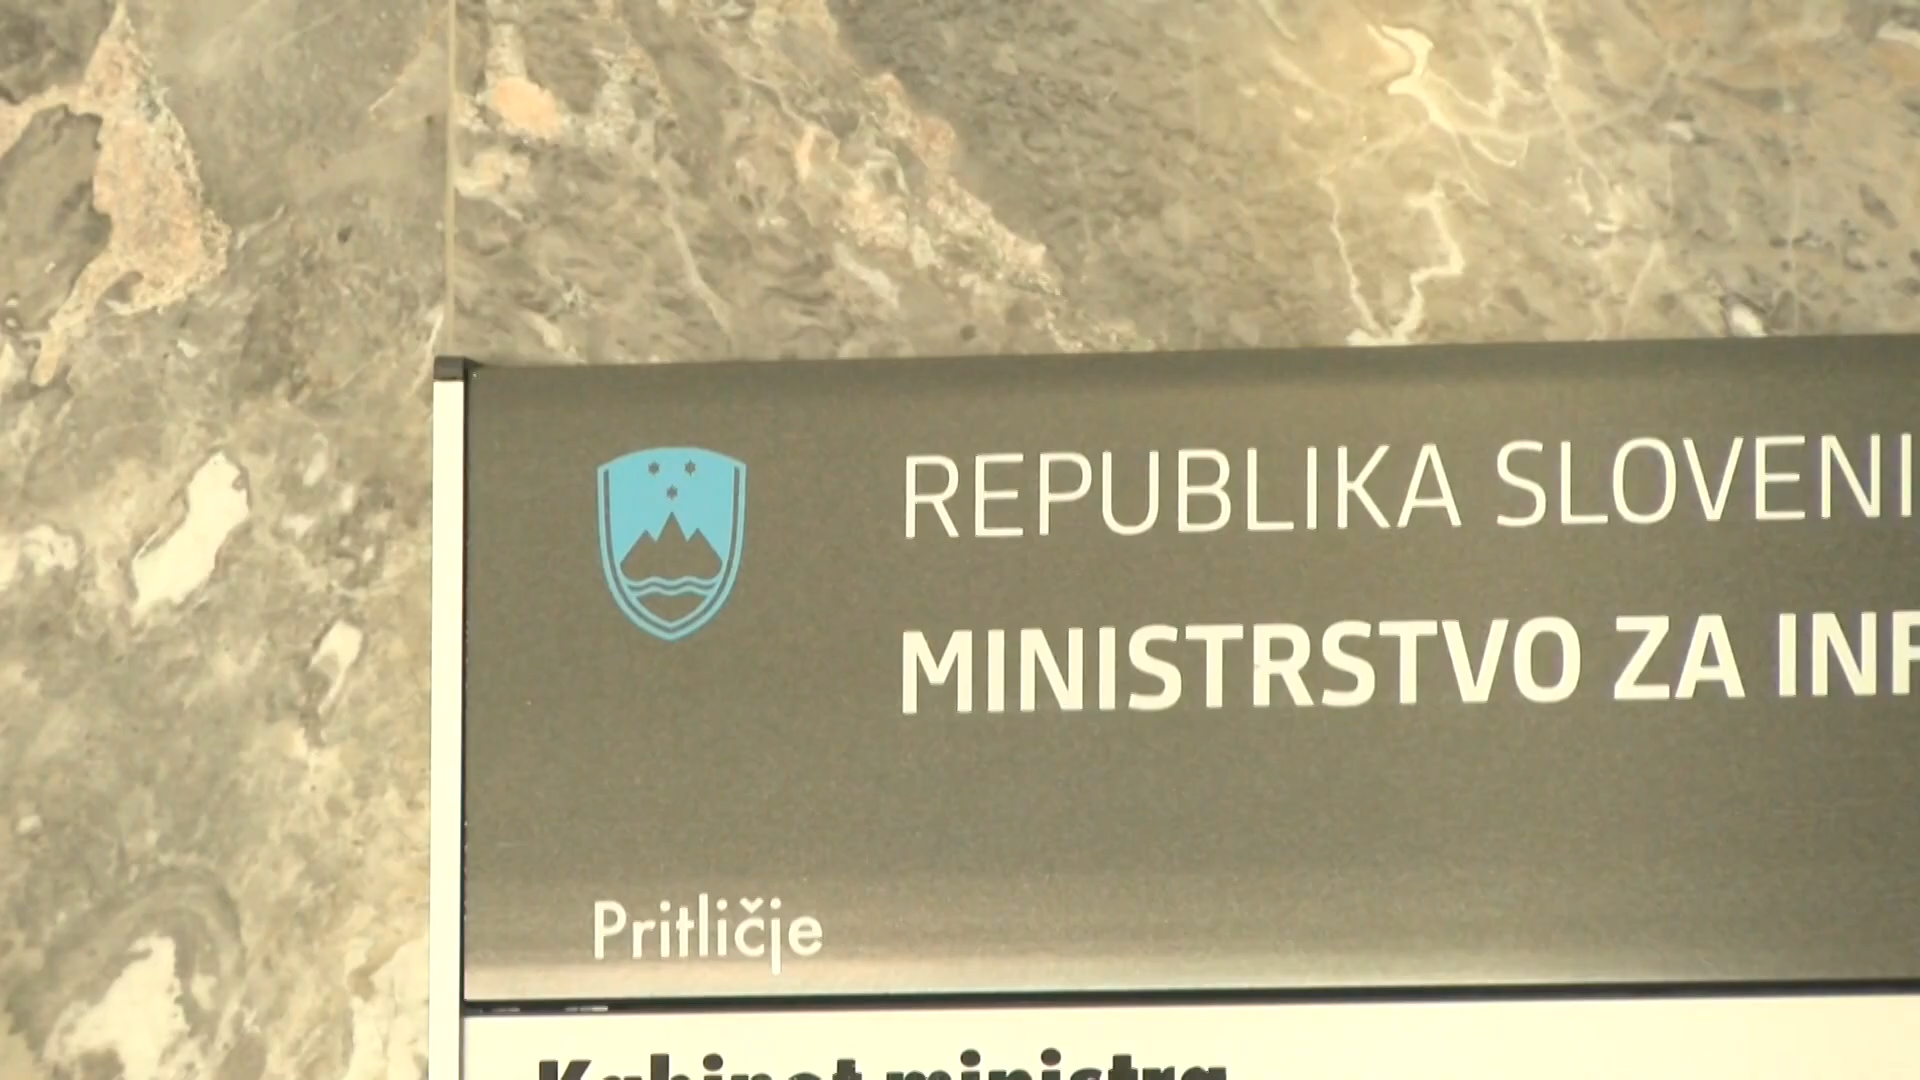 REPUBLIKA SLOVENI
MINISTRSTVO ZA INF
Pritličje
Kabinet ministra